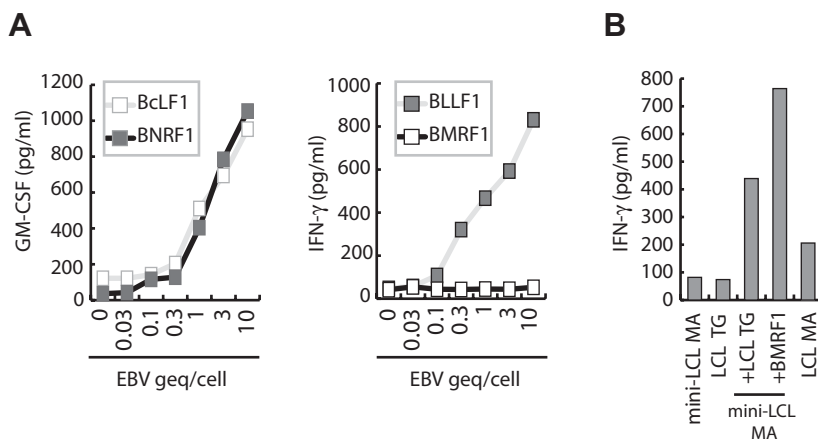 A
B
GM-CSF (pg/ml)
1200
1000
800
600
400
200
0
BcLF1
BNRF1
0
0.03
0.1
0.3
1
3
10
EBV geq/cell
IFN-γ (pg/ml)
1000
800
600
400
200
0
BLLF1
BMRF1
0
0.03
0.1
0.3
1
3
10
EBV geq/cell
IFN-γ (pg/ml)
800
700
600
500
400
300
200
100
0
mini-LCL MA
LCL TG
+LCL TG
+BMRF1
LCL MA
mini-LCL
MA